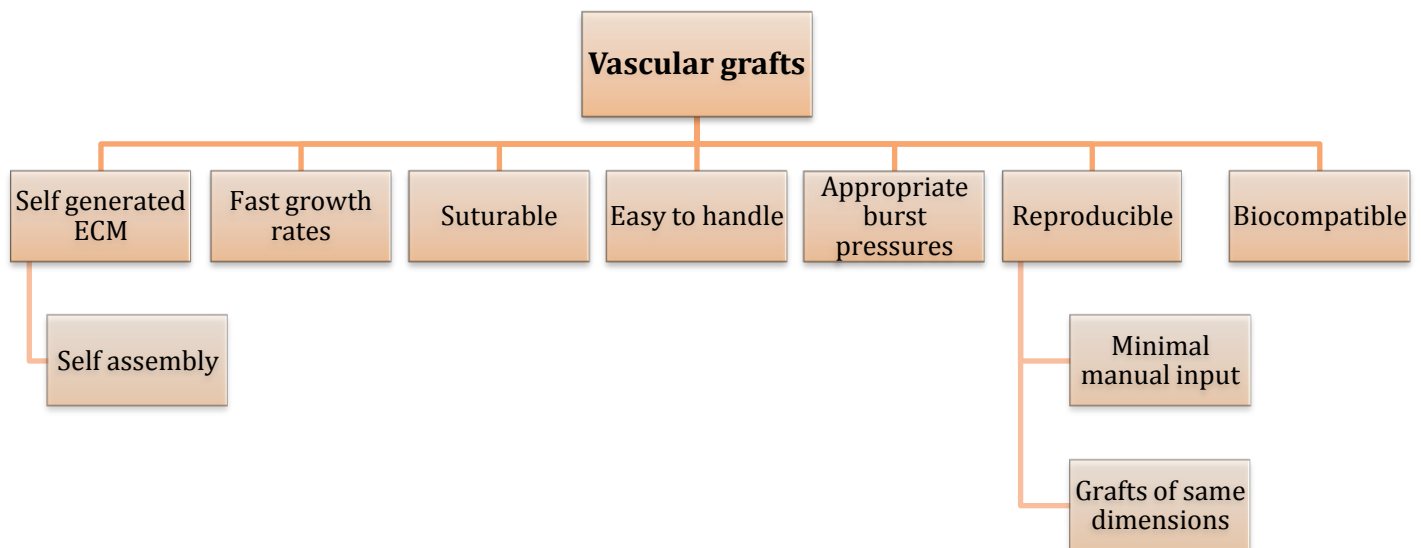 Vascular grafts
Self generated
ECM
Fast growth
rates
Suturable
Easy to handle
Appropriate
burst
pressures
Reproducible
Biocompatible
Self assembly
Minimal
manual input
Grafts of same
dimensions